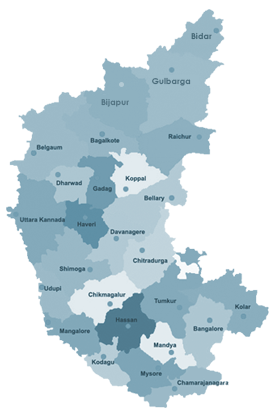 Bidar
Gulbarga
Bijapur
Bagalkote
Raichur
Belgaum
Dharwad
Koppal
Gadag
Bellary
Uttara Kannada
Haveri
Davanagere
Chitradurga
Shimoga
Udupi
Chikmagalur
Tumkur
Kolar
Mangalore
Hassan
Bangalore
Mandya
Kodagu
Mysore
Chamarajanagara